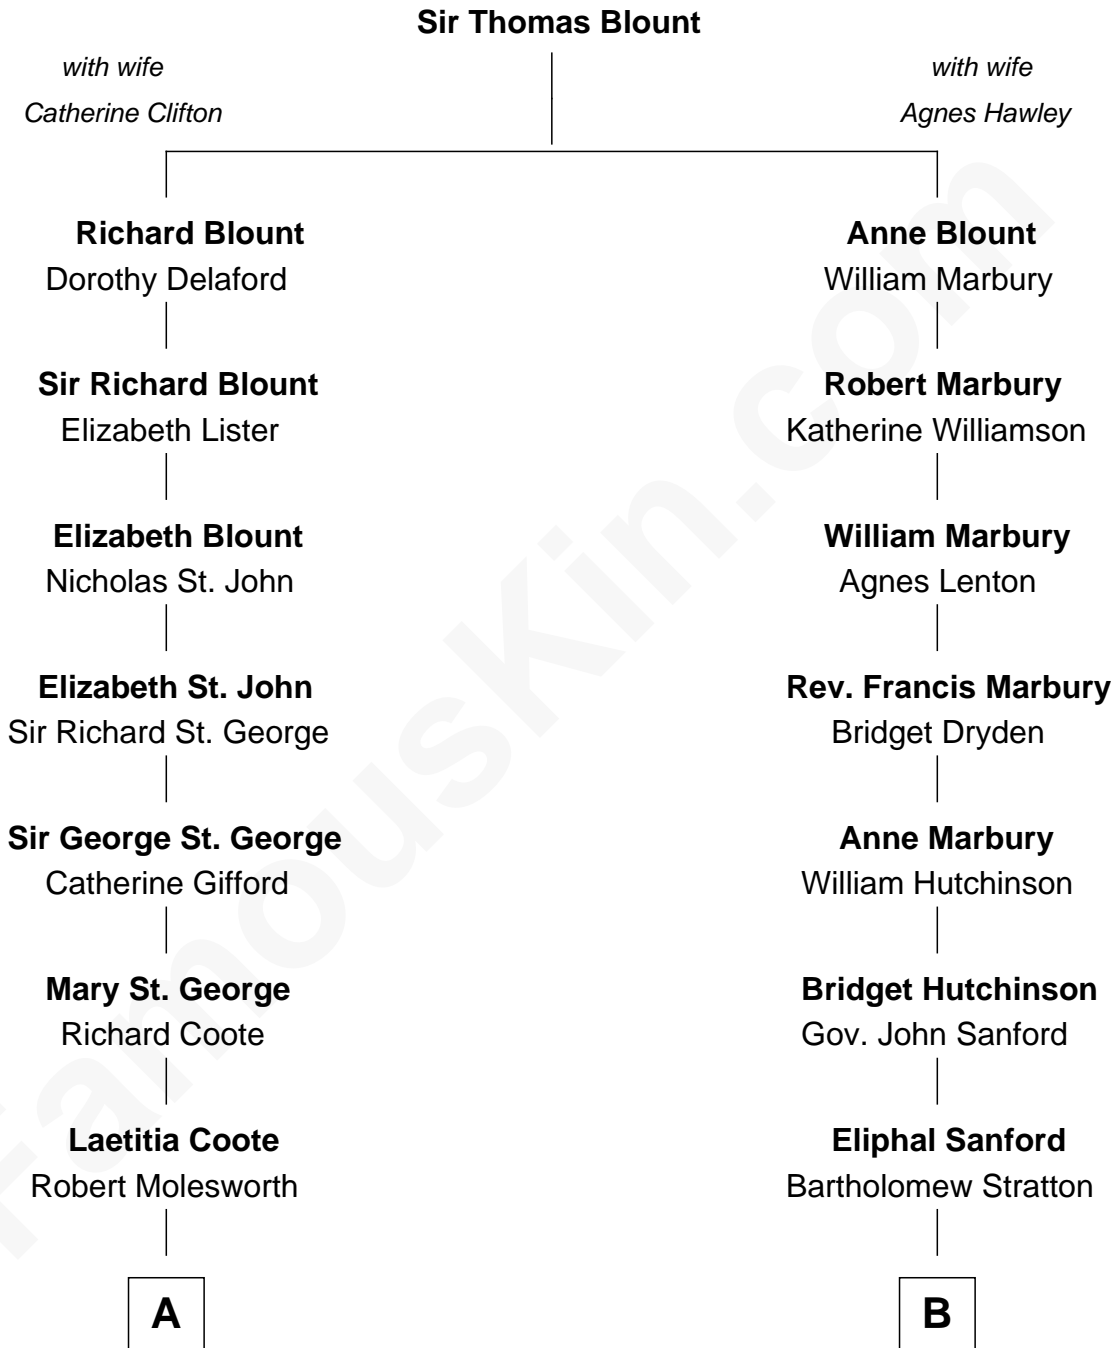 Sir Thomas Blount
with wife
Catherine Clifton
with wife
Agnes Hawley
Richard Blount
Dorothy Delaford
Anne Blount
William Marbury
Sir Richard Blount
Elizabeth Lister
Robert Marbury
Katherine Williamson
Elizabeth Blount
Nicholas St. John
William Marbury
Agnes Lenton
Elizabeth St. John
Sir Richard St. George
Rev. Francis Marbury
Bridget Dryden
Sir George St. George
Catherine Gifford
Anne Marbury
William Hutchinson
Mary St. George
Richard Coote
Bridget Hutchinson
Gov. John Sanford
Laetitia Coote
Robert Molesworth
Eliphal Sanford
Bartholomew Stratton
A
B
FamousKin.com